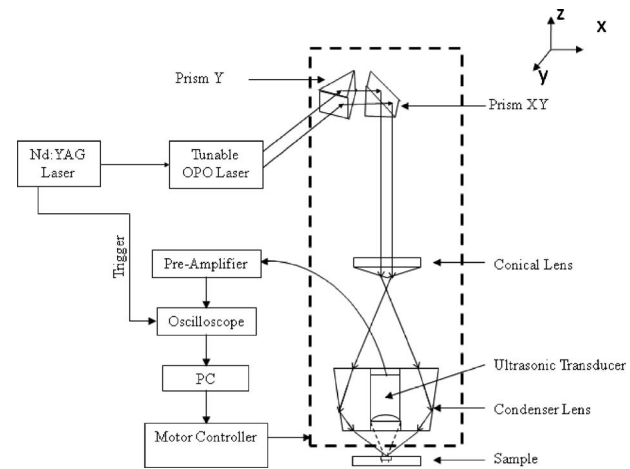 z
x
y
Prism Y
Prism XY
Nd:YAG
Laser
Tunable
OPO Laser
Trigger
Pre-Amplifier
Conical Lens
Oscilloscope
Ultrasonic Transducer
PC
Condenser Lens
Motor Controller
Sample